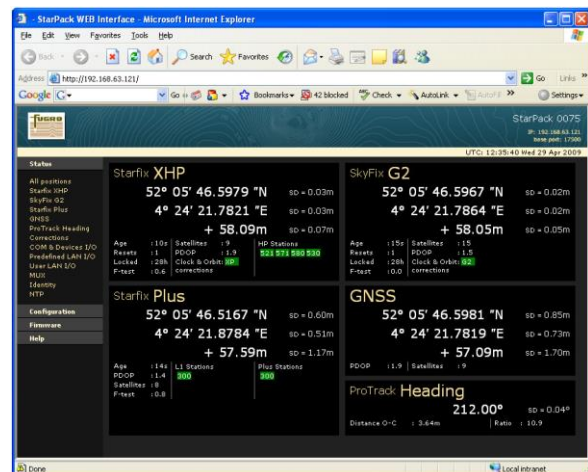 - StarPack WEB Interface - Microsoft Internet Explorer
File Edit View Favorites Tools Help
Back Search Favorites
Address http://192.168.63.121/ Go Links »
Google G Go Bookmarks 42 blocked Check AutoLink AutoFill » Settings
fugro
StarPack 0075
IP: 192.168.63.121
base port: 17500
UTC: 12:35:40 Wed 29 Apr 2009
Status
All positions
Starfix XHP
SkyFix G2
Starfix Plus
GNSS
ProTrack Heading
Corrections
COM & Devices I/O
Predefined LAN I/O
User LAN I/O
MUX
Identity
NTP
Configuration
Firmware
Help
Starfix XHP
52° 05' 46.5979 "N SD = 0.03m
4° 24' 21.7821 "E SD = 0.03m
+ 58.09m SD = 0.07m
Age :10s Satellites :9 HP Stations
Resets :1 PDOP :1.9 521 571 580 530
Locked :28h Clock & Orbit: XP
F-test :0.6 corrections
SkyFix G2
52° 05' 46.5967 "N SD = 0.02m
4° 24' 21.7864 "E SD = 0.02m
+ 58.05m SD = 0.05m
Age :15s Satellites :15
Resets :1 PDOP :1.5
Locked :28h Clock & Orbit: G2
F-test :0.0 corrections
Starfix Plus
52° 05' 46.5167 "N SD = 0.60m
4° 24' 21.8784 "E SD = 0.51m
+ 57.59m SD = 1.17m
Age :14s L1 Stations Plus Stations
PDOP :1.4 300 300
Satellites :8
F-test :0.8
GNSS
52° 05' 46.5981 "N SD = 0.85m
4° 24' 21.7819 "E SD = 0.73m
+ 57.09m SD = 1.70m
PDOP :1.9 Satellites :9
ProTrack Heading
212.00° SD = 0.04°
Distance O-C : 3.64m Ratio : 10.9
Done Local intranet